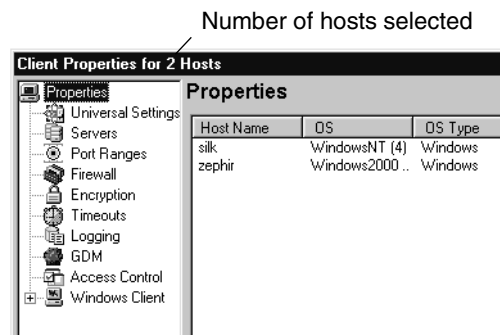 Number of hosts selected
Client Properties for 2 Hosts
Properties
Universal Settings
Servers
Port Ranges
Firewall
Encryption
Timeouts
Logging
GDM
Access Control
Windows Client
Properties
Host Name OS OS Type
silk WindowsNT (4) Windows
zephir Windows2000 .. Windows